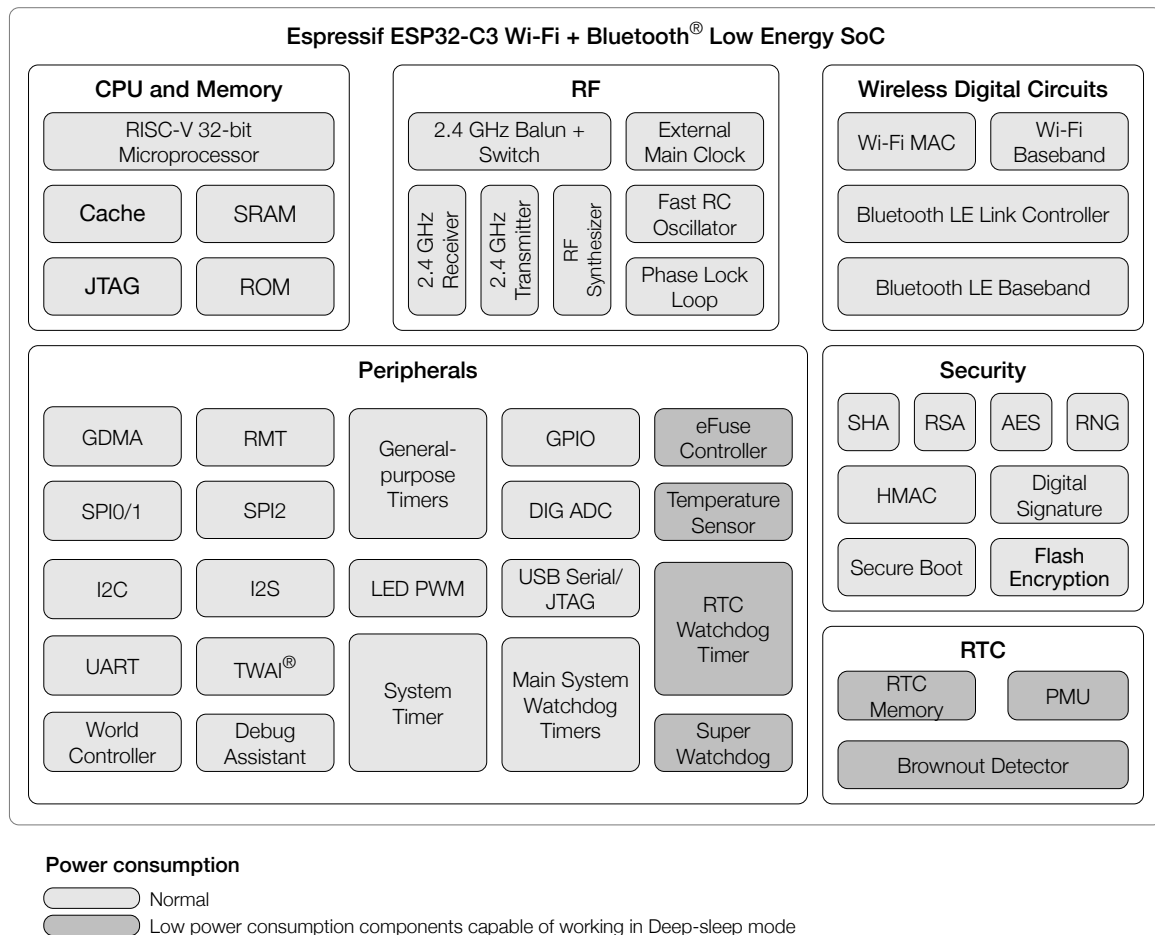 Espressif ESP32-C3 Wi-Fi + Bluetooth® Low Energy SoC
CPU and Memory
RISC-V 32-bit
Microprocessor
Cache
SRAM
JTAG
ROM
RF
2.4 GHz Balun +
Switch
External
Main Clock
2.4 GHz
Receiver
2.4 GHz
Transmitter
RF
Synthesizer
Fast RC
Oscillator
Phase Lock
Loop
Wireless Digital Circuits
Wi-Fi MAC
Wi-Fi
Baseband
Bluetooth LE Link Controller
Bluetooth LE Baseband
Peripherals
GDMA
RMT
General-
purpose
Timers
GPIO
eFuse
Controller
SPI0/1
SPI2
DIG ADC
Temperature
Sensor
I2C
I2S
LED PWM
USB Serial/
JTAG
RTC
Watchdog
Timer
UART
TWAI®
System
Timer
Main System
Watchdog
Timers
World
Controller
Debug
Assistant
Super
Watchdog
Security
SHA
RSA
AES
RNG
HMAC
Digital
Signature
Secure Boot
Flash
Encryption
RTC
RTC
Memory
PMU
Brownout Detector
Power consumption
Normal
Low power consumption components capable of working in Deep-sleep mode